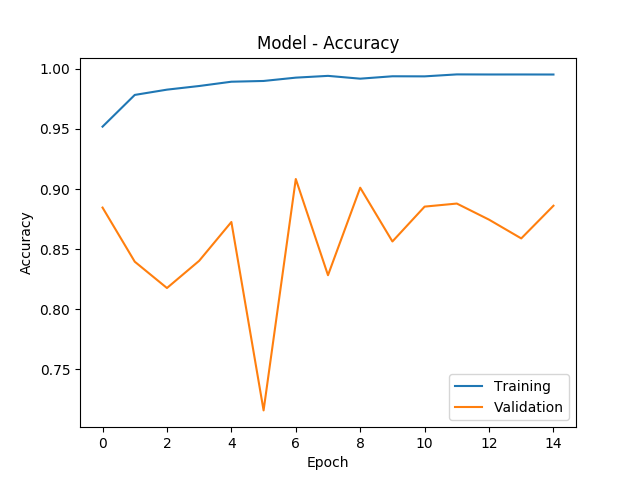 Model - Accuracy
Accuracy
1.00
0.95
0.90
0.85
0.80
0.75
Training
Validation
0 2 4 6 8 10 12 14
Epoch